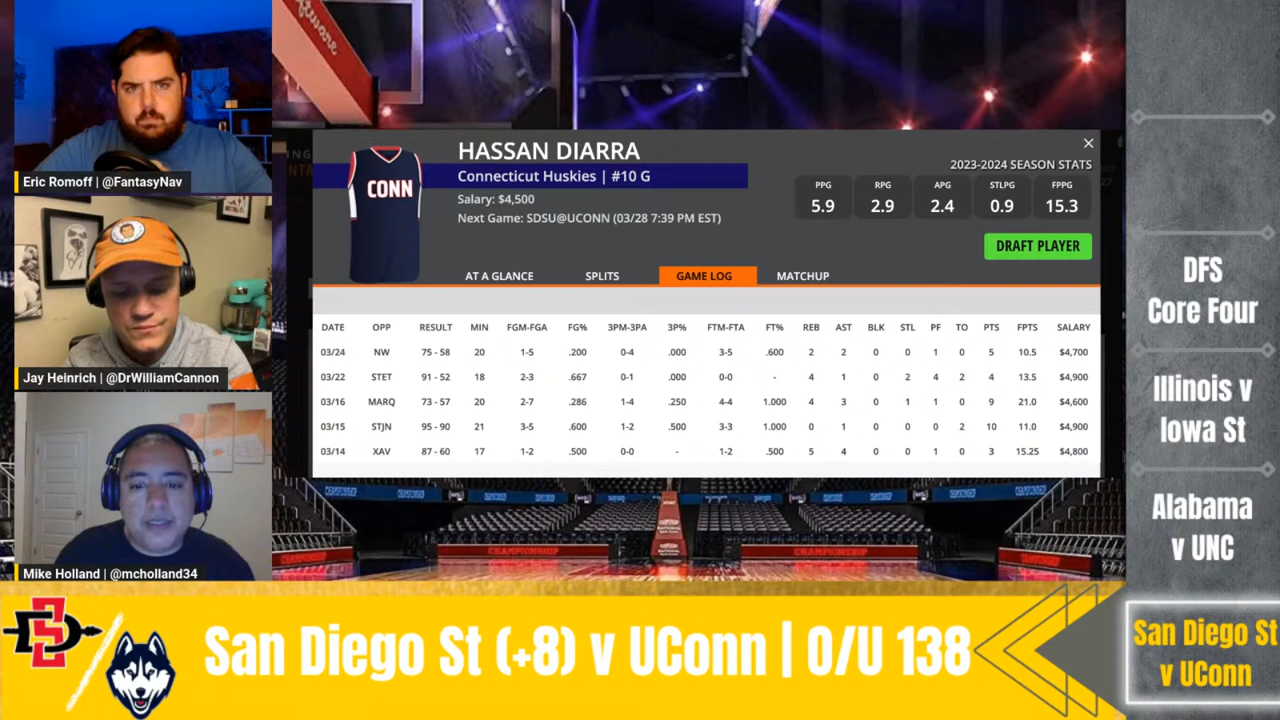 Eric Romoff | @FantasyNav
Jay Heinrich | @DrWilliamCannon
Mike Holland | @mcholland34
HASSAN DIARRA
Connecticut Huskies | #10 G
Salary: $4,500
Next Game: SDSU@UCONN (03/28 7:39 PM EST)
CONN
2023-2024 SEASON STATS
PPG RPG APG STLPG FPPG
5.9 2.9 2.4 0.9 15.3
DRAFT PLAYER
AT A GLANCE SPLITS GAME LOG MATCHUP
DATE OPP RESULT MIN FGM-FGA FG% 3PM-3PA 3P% FTM-FTA FT% REB AST BLK STL PF TO PTS FPTS SALARY
03/24 NW 75 - 58 20 1-5 .200 0-4 .000 3-5 .600 2 2 0 0 1 0 5 10.5 $4,700
03/22 STET 91 - 52 18 2-3 .667 0-1 .000 0-0 - 4 1 0 2 4 2 4 13.5 $4,900
03/16 MARQ 73 - 57 20 2-7 .286 1-4 .250 4-4 1.000 4 3 0 1 1 0 9 21.0 $4,600
03/15 STJN 95 - 90 21 3-5 .600 1-2 .500 3-3 1.000 0 1 0 0 0 2 10 11.0 $4,900
03/14 XAV 87 - 60 17 1-2 .500 0-0 - 1-2 .500 5 4 0 0 1 0 3 15.25 $4,800
CHAMPIONSHIP
CHAMPIONSHIP
DFS
Core Four
Illinois v
Iowa St
Alabama
v UNC
San Diego St
v UConn
San Diego St (+8) v UConn | O/U 138